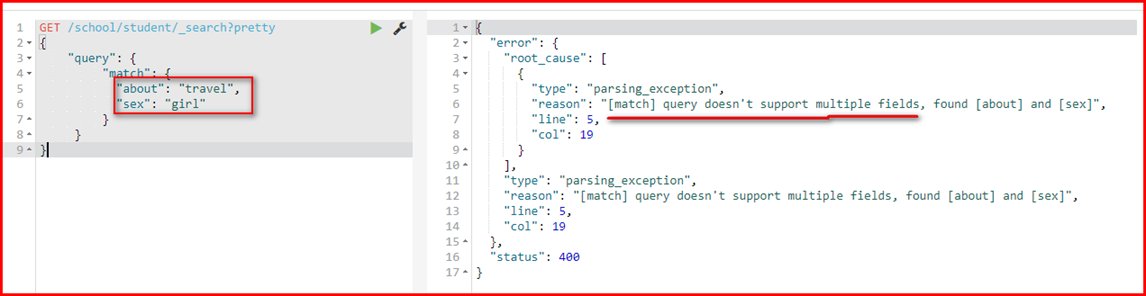 1 GET /school/student/_search?pretty
2 {
3 "query": {
4 "match": {
5 "about": "travel",
6 "sex": "girl"
7 }
8 }
9 }
1 {
2 "error": {
3 "root_cause": [
4 {
5 "type": "parsing_exception",
6 "reason": "[match] query doesn't support multiple fields, found [about] and [sex]",
7 "line": 5,
8 "col": 19
9 }
10 ],
11 "type": "parsing_exception",
12 "reason": "[match] query doesn't support multiple fields, found [about] and [sex]",
13 "line": 5,
14 "col": 19
15 },
16 "status": 400
17 }